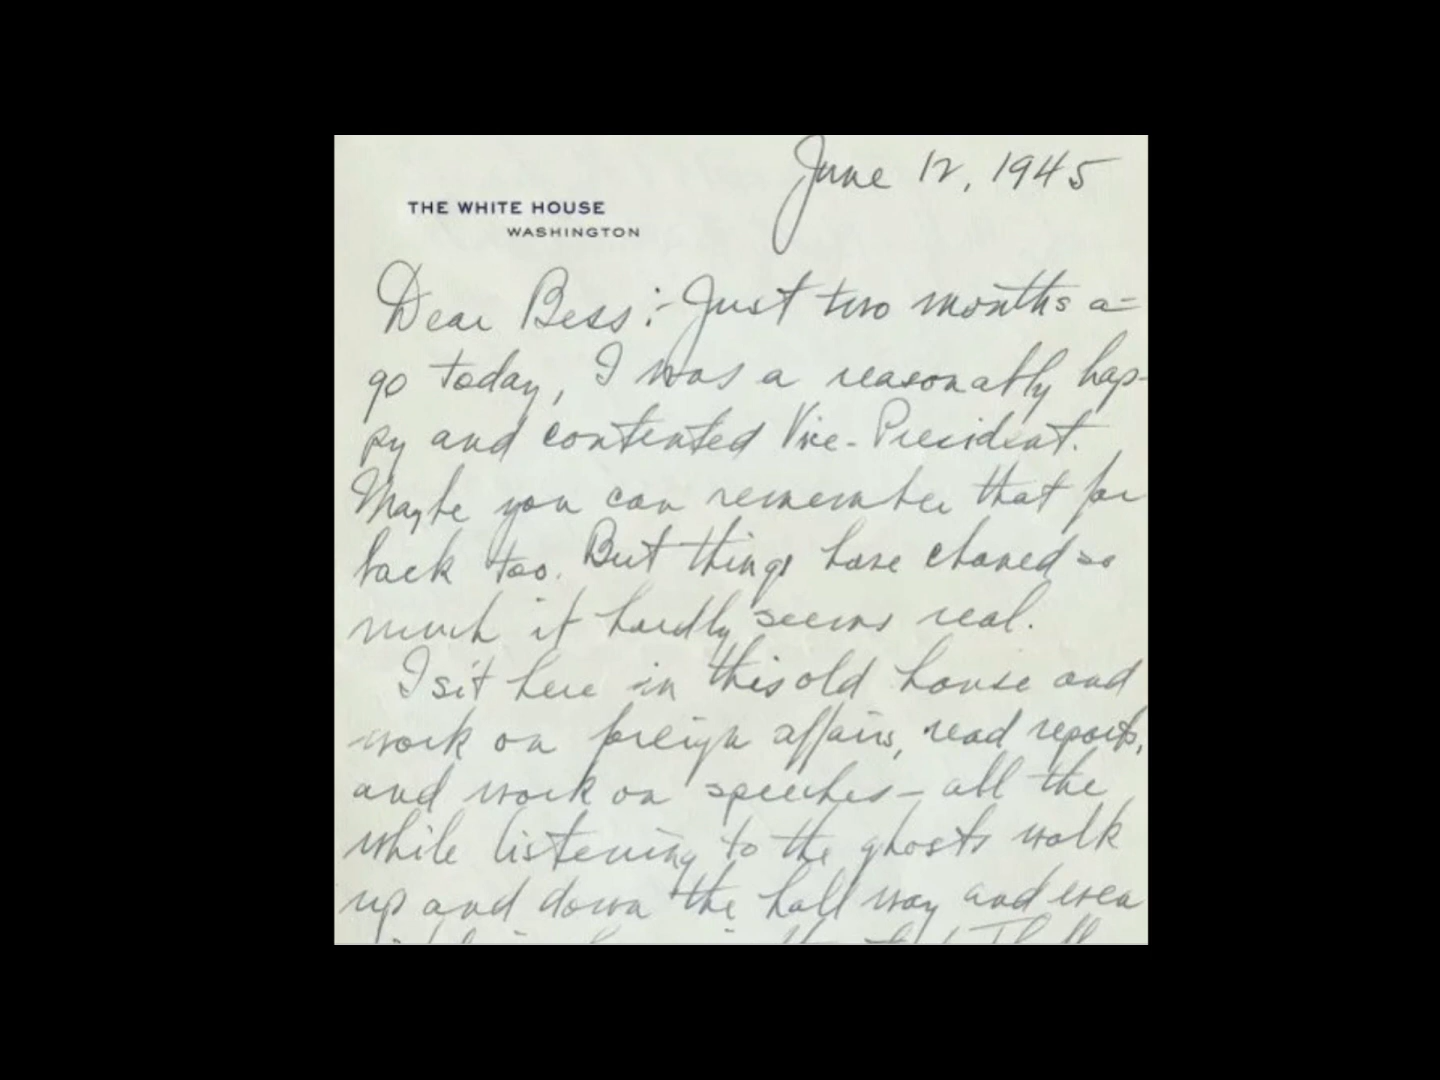 June 12, 1945
THE WHITE HOUSE
WASHINGTON
Dear Bess:- Just two months a=
go today, I was a reasonably hap-
py and contented Vice-President.
Maybe you can remember that far
back too. But things have chaned so
much it hardly seems real.
I sit here in this old house and
work on foreign affairs, read reports,
and work on speeches - all the
while listening to the ghosts walk
up and down the hall way and even